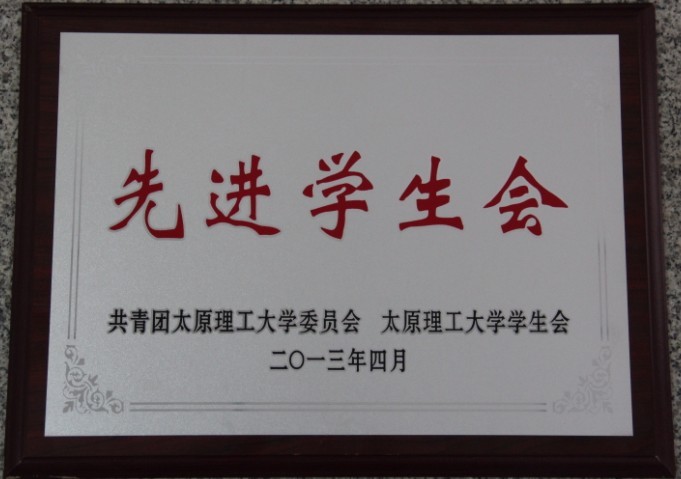 先进学生会
共青团太原理工大学委员会 太原理工大学学生会
二〇一三年四月